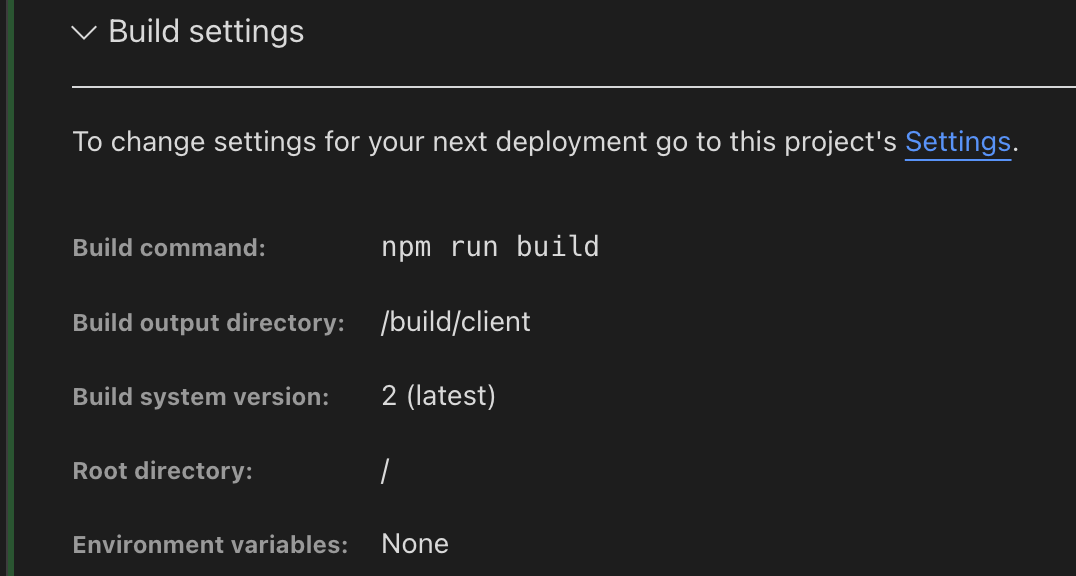 Build settings
To change settings for your next deployment go to this project's Settings.
Build command: npm run build
Build output directory: /build/client
Build system version: 2 (latest)
Root directory: /
Environment variables: None